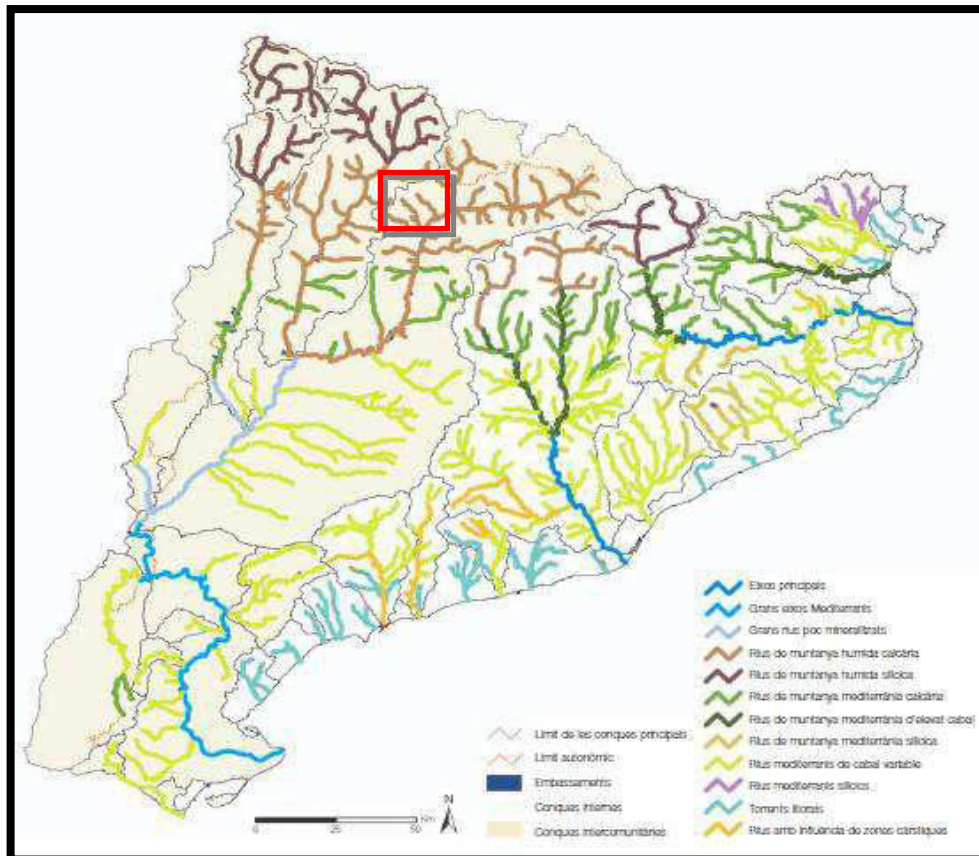 Límit de les conques principals
Límit autonòmic
Embassaments
Conques internes
Conques intercomunitàries
N
Km
0
25
50
Eixos principals
Grans eixos Mediterranis
Grans rius poc mineralitzats
Rius de muntanya humida calcària
Rius de muntanya humida silícica
Rius de muntanya mediterrània calcària
Rius de muntanya mediterrània d'elevat cabal
Rius de muntanya mediterrània silícica
Rius mediterranis de cabal variable
Rius mediterranis silícics
Torrents litorals
Rius amb influència de zones càrstiques